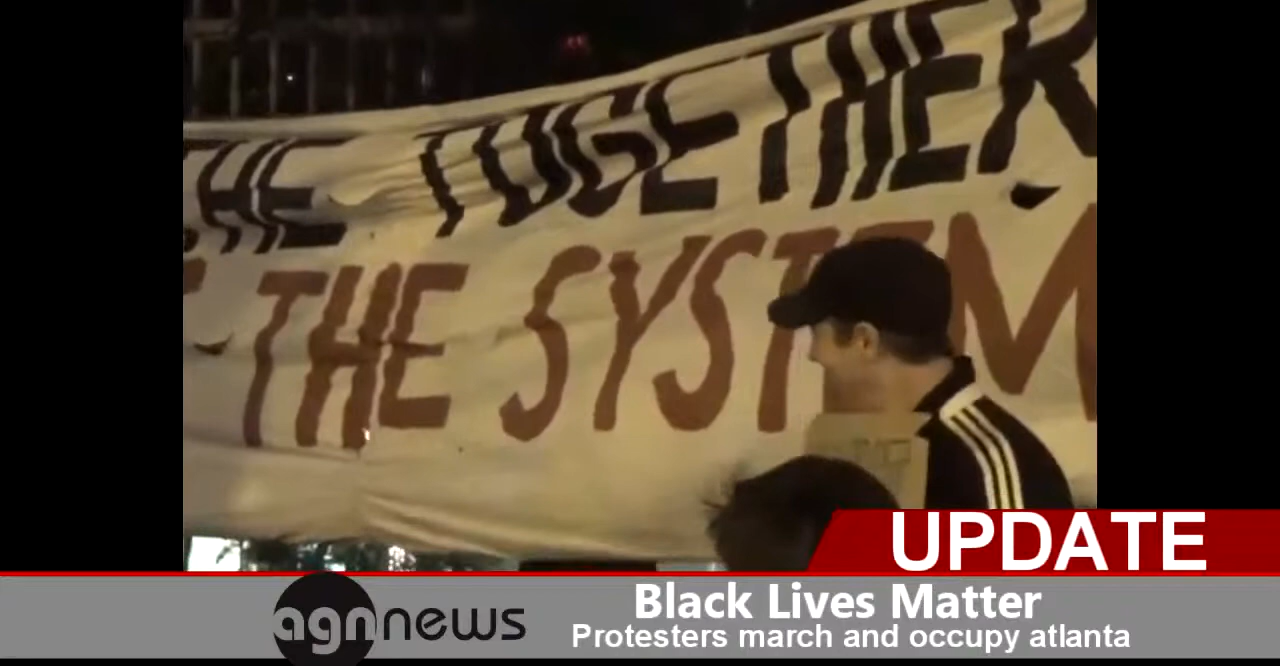 THE TOGETHER
THE SYSTEM
UPDATE
agnnews
Black Lives Matter
Protesters march and occupy atlanta